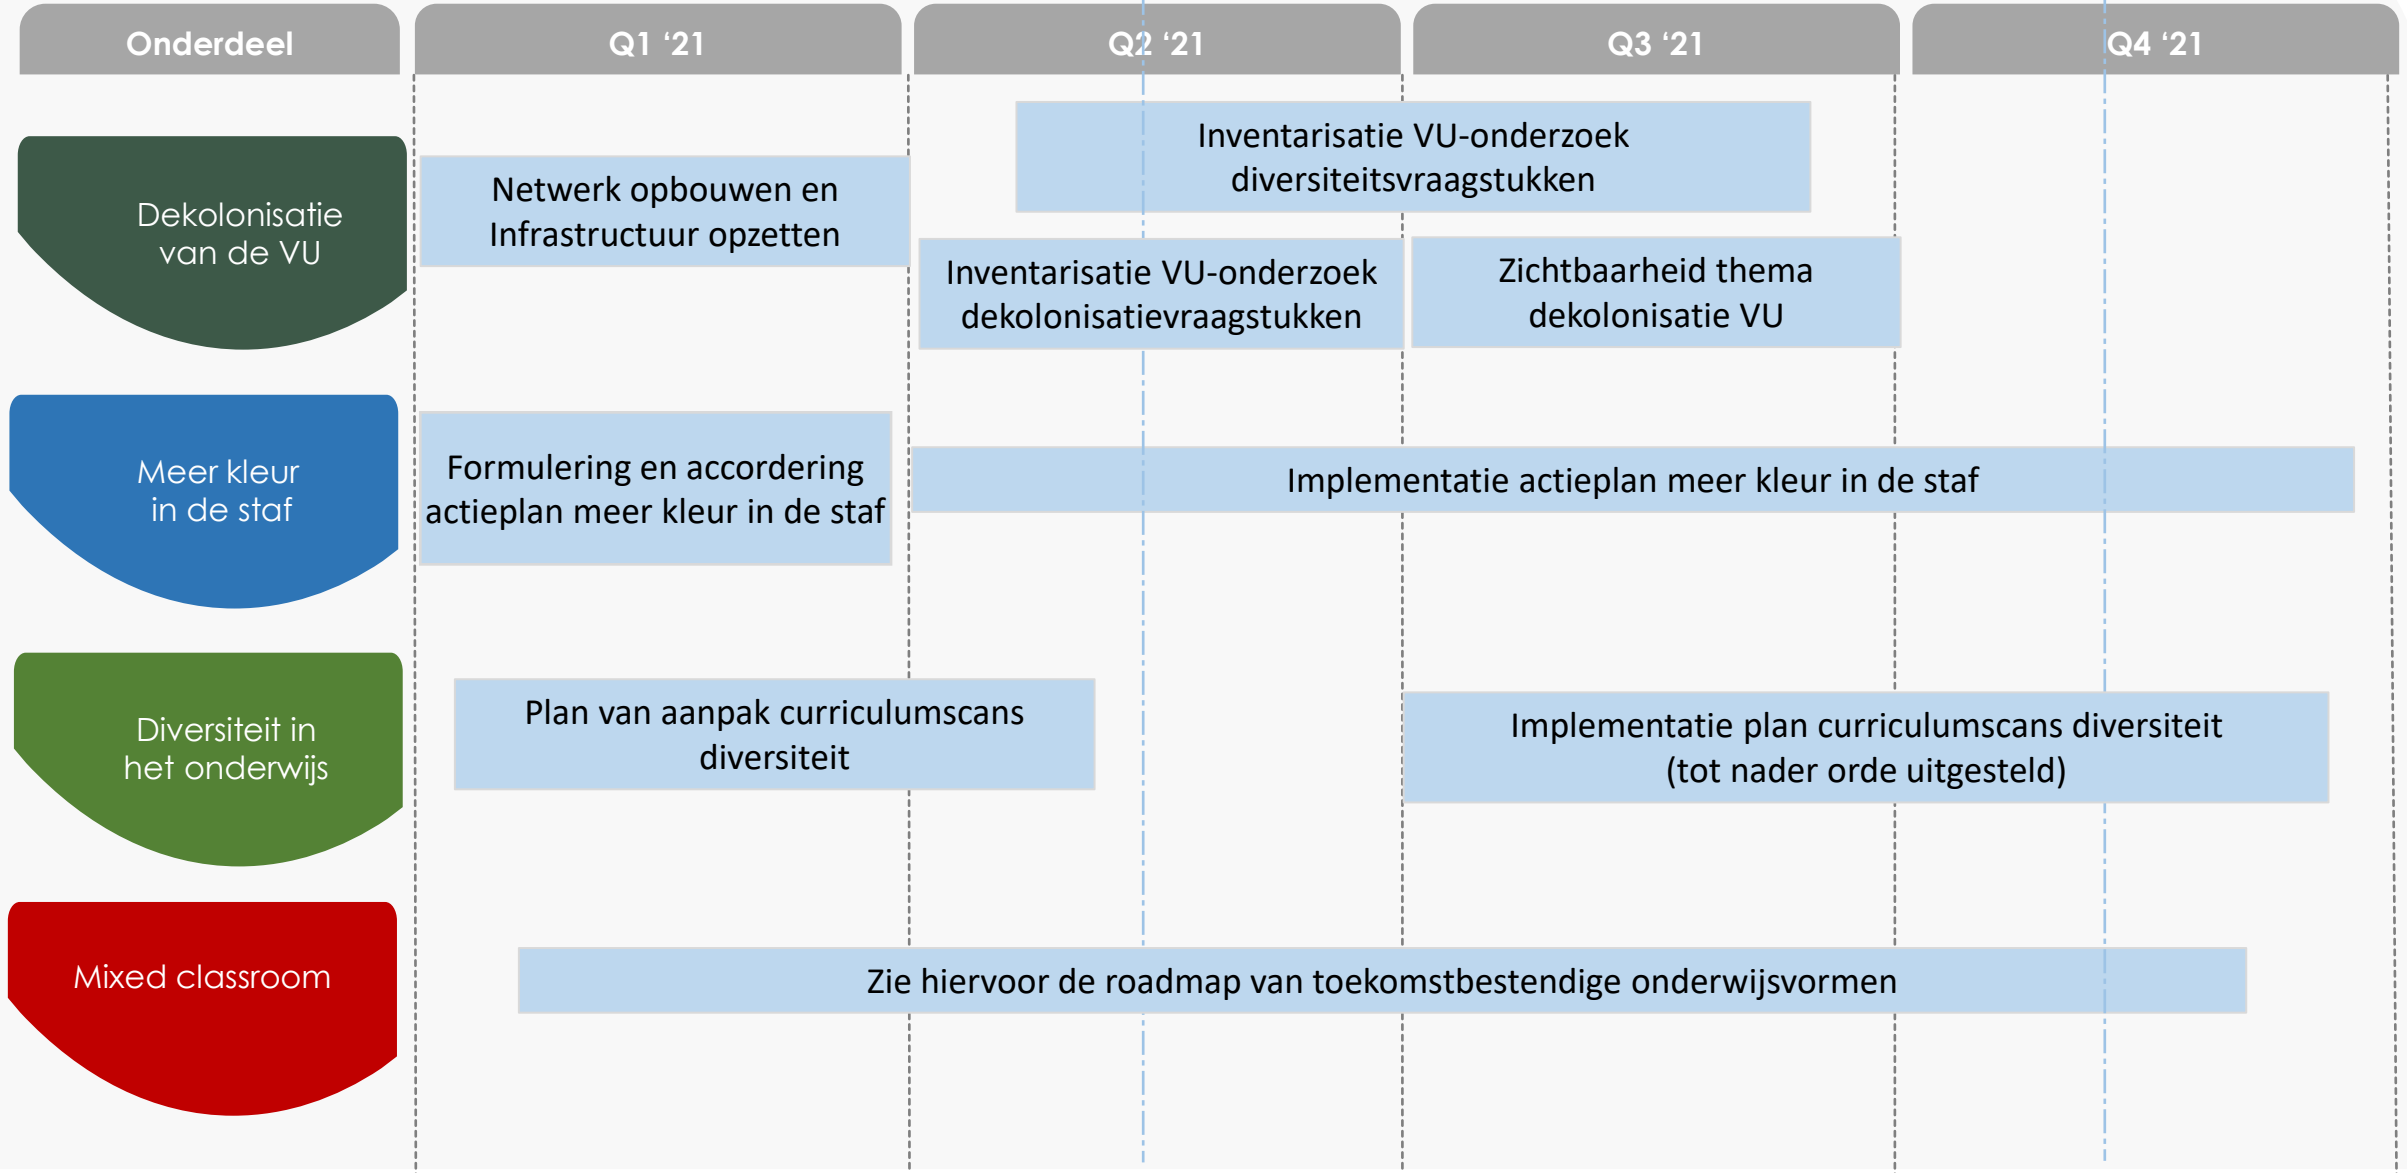 Onderdeel
Q1 ‘21
Q2 ‘21
Q3 ‘21
Q4 ‘21
Dekolonisatie
van de VU
Netwerk opbouwen en
Infrastructuur opzetten
Inventarisatie VU-onderzoek
diversiteitsvraagstukken
Inventarisatie VU-onderzoek
dekolonisatievraagstukken
Zichtbaarheid thema
dekolonisatie VU
Meer kleur
in de staf
Formulering en accordering
actieplan meer kleur in de staf
Implementatie actieplan meer kleur in de staf
Diversiteit in
het onderwijs
Plan van aanpak curriculumscans
diversiteit
Implementatie plan curriculumscans diversiteit
(tot nader orde uitgesteld)
Mixed classroom
Zie hiervoor de roadmap van toekomstbestendige onderwijsvormen